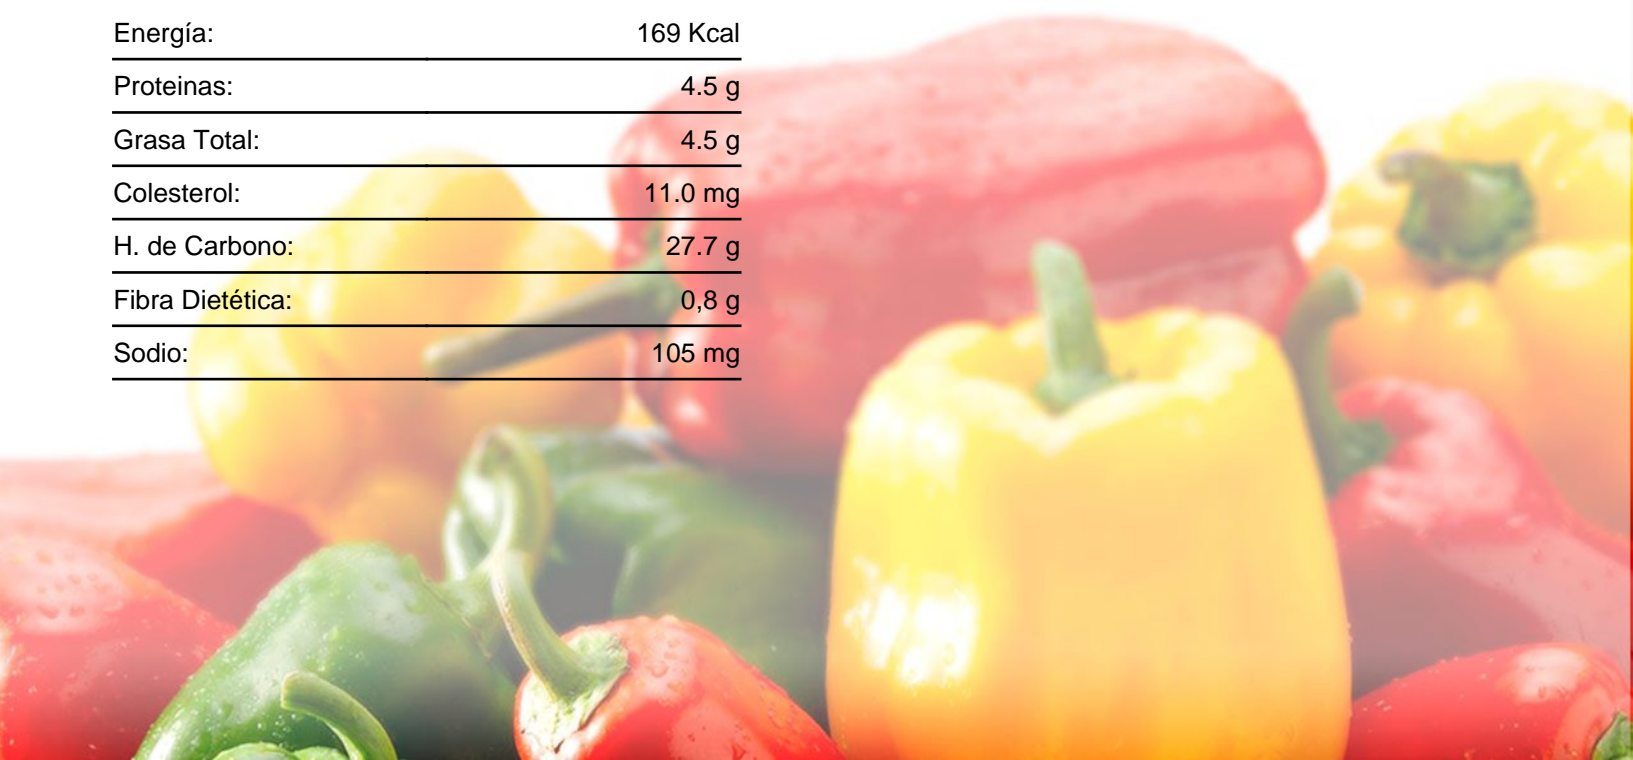 Energía: 169 Kcal
Proteinas: 4.5 g
Grasa Total: 4.5 g
Colesterol: 11.0 mg
H. de Carbono: 27.7 g
Fibra Dietética: 0,8 g
Sodio: 105 mg